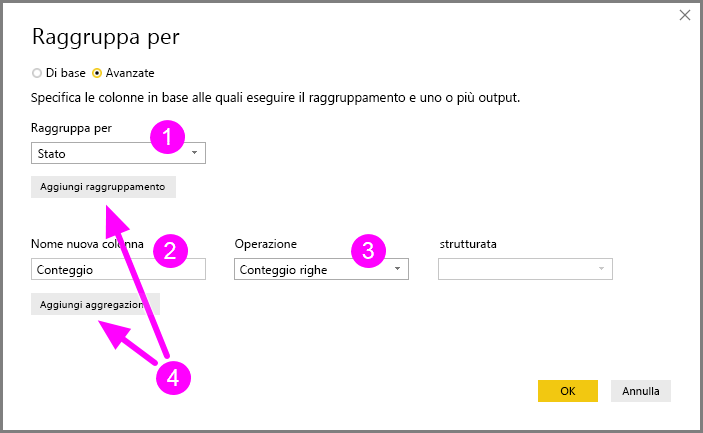 Raggruppa per
Di base Avanzate
Specifica le colonne in base alle quali eseguire il raggruppamento e uno o più output.
Raggruppa per 1
Stato
Aggiungi raggruppamento
Nome nuova colonna 2 Operazione 3 strutturata
Conteggio Conteggio righe
Aggiungi aggregazione
4
OK Annulla